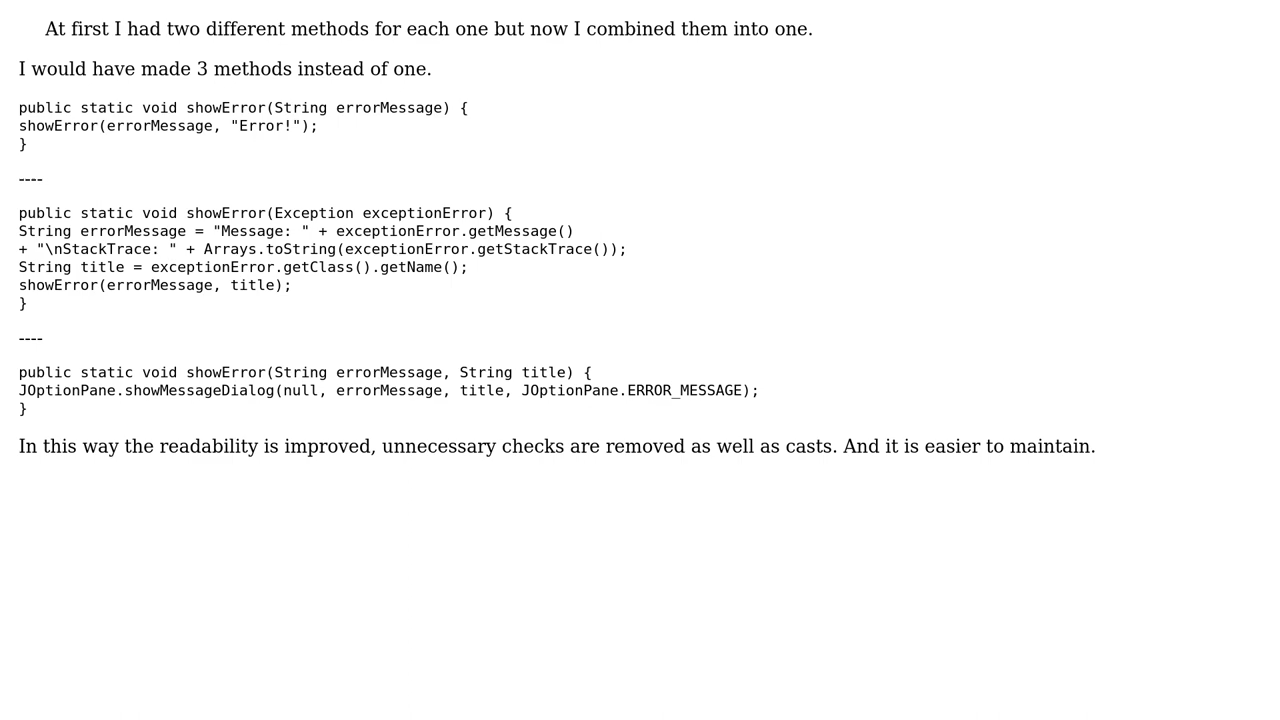 At first I had two different methods for each one but now I combined them into one.
I would have made 3 methods instead of one.
public static void showError(String errorMessage) {
showError(errorMessage, "Error!");
}
----
public static void showError(Exception exceptionError) {
String errorMessage = "Message: " + exceptionError.getMessage()
+ "\nStackTrace: " + Arrays.toString(exceptionError.getStackTrace());
String title = exceptionError.getClass().getName();
showError(errorMessage, title);
}
----
public static void showError(String errorMessage, String title) {
JOptionPane.showMessageDialog(null, errorMessage, title, JOptionPane.ERROR_MESSAGE);
}
In this way the readability is improved, unnecessary checks are removed as well as casts. And it is easier to maintain.